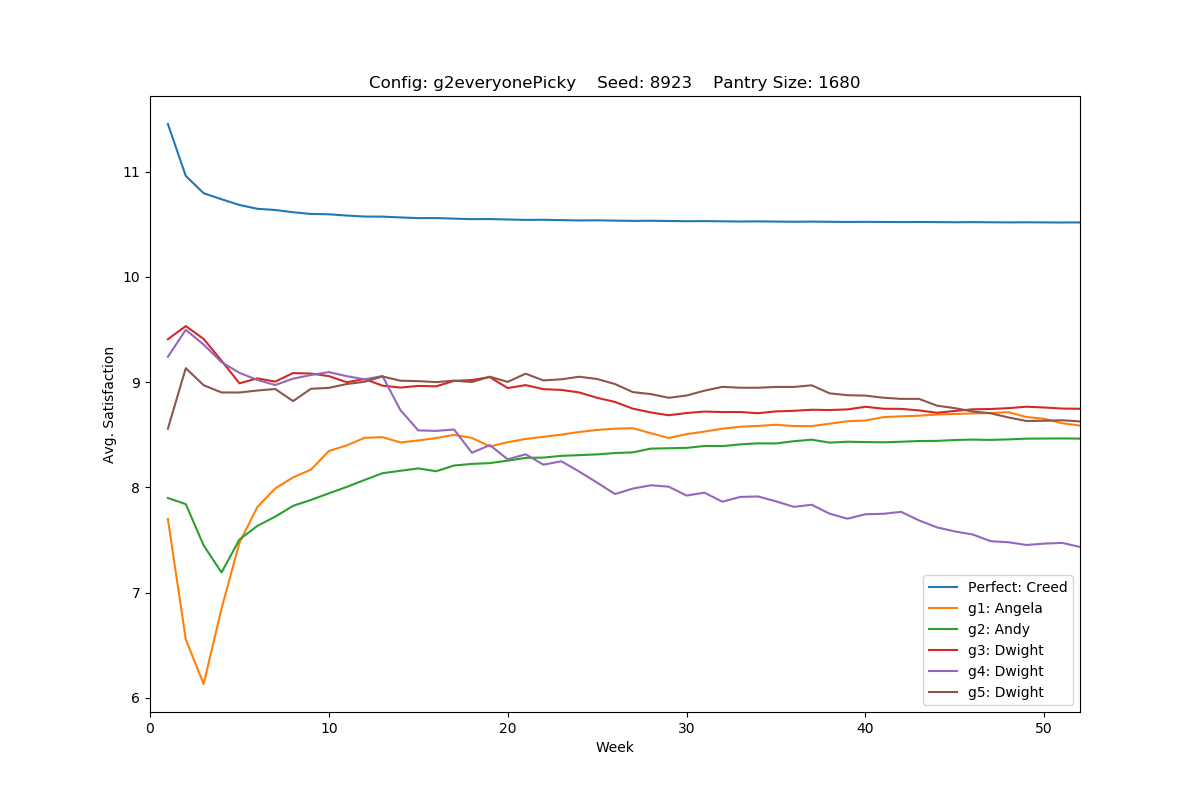 Config: g2everyonePicky    Seed: 8923    Pantry Size: 1680
Avg. Satisfaction
11
10
9
8
7
6
0
10
20
30
40
50
Week
Perfect: Creed
g1: Angela
g2: Andy
g3: Dwight
g4: Dwight
g5: Dwight